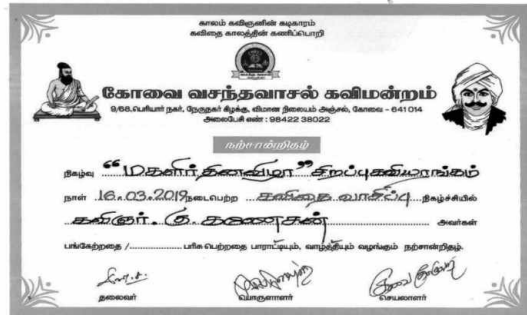 காலம் கவிஞனின் கடிகாரம்
கவிதை காலத்தின் கணிப்பொறி
கோவை வசந்தவாசல் கவிமன்றம்
9/68, பெரியார் நகர், நேருநகர் கிழக்கு, விமான நிலையம் அஞ்சல், கோவை - 641 014
அலைபேசி எண் : 98422 38022
நற்சான்றிதழ்
நிகழ்வு "மகளிர்தினவிழா" சிறப்புகவியரங்கம்
நாள் 16.03.2019 நடைபெற்ற கவிதை வாசிப்பு நிகழ்ச்சியில்
கவிஞர். கு. கணேசன் அவர்கள்
பங்கேற்றதை / பரிசு பெற்றதை பாராட்டியும், வாழ்த்தியும் வழங்கும் நற்சான்றிதழ்.
தலைவர் பொருளாளர் செயலாளர்